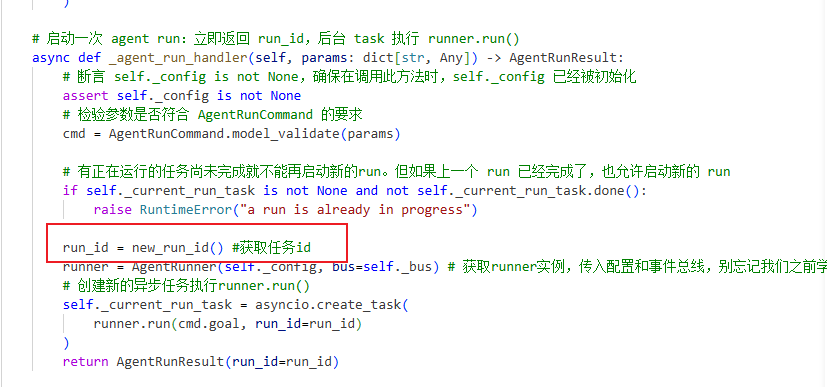 )
# 启动一次 agent run：立即返回 run_id，后台 task 执行 runner.run()
async def _agent_run_handler(self, params: dict[str, Any]) -> AgentRunResult:
# 断言 self._config is not None，确保在调用此方法时，self._config 已经被初始化
assert self._config is not None
# 检验参数是否符合 AgentRunCommand 的要求
cmd = AgentRunCommand.model_validate(params)
# 有正在运行的任务尚未完成就不能再启动新的run。但如果上一个 run 已经完成了，也允许启动新的 run
if self._current_run_task is not None and not self._current_run_task.done():
raise RuntimeError("a run is already in progress")
run_id = new_run_id() #获取任务id
runner = AgentRunner(self._config, bus=self._bus) # 获取runner实例，传入配置和事件总线，别忘记我们之前学
# 创建新的异步任务执行runner.run()
self._current_run_task = asyncio.create_task(
runner.run(cmd.goal, run_id=run_id)
)
return AgentRunResult(run_id=run_id)